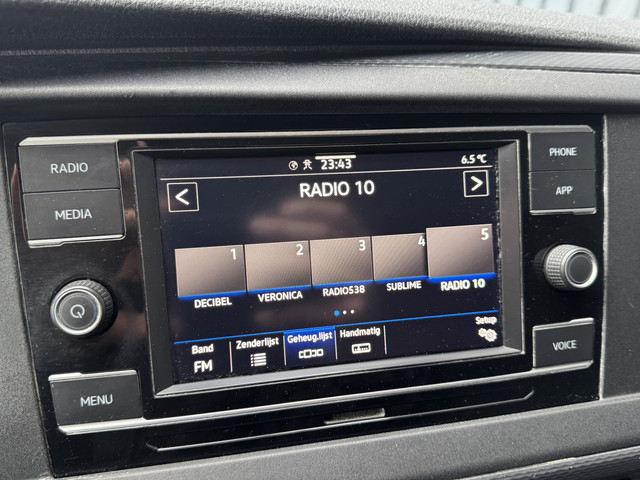 RADIO
MEDIA
MENU
23:43
6.5 °C
<
RADIO 10
>
1
DECIBEL
2
VERONICA
3
RADIO538
4
SUBLIME
5
RADIO 10
Band
FM
Zenderlijst
Geheug.lijst
Handmatig
Setup
PHONE
APP
VOICE